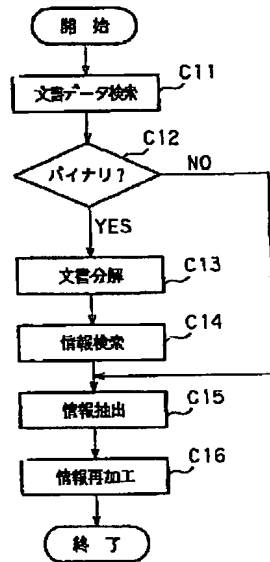 開始
C11
文書データ検索
C12
バイナリ?
NO
YES
C13
文書分解
C14
情報検索
C15
情報抽出
C16
情報再加工
終了